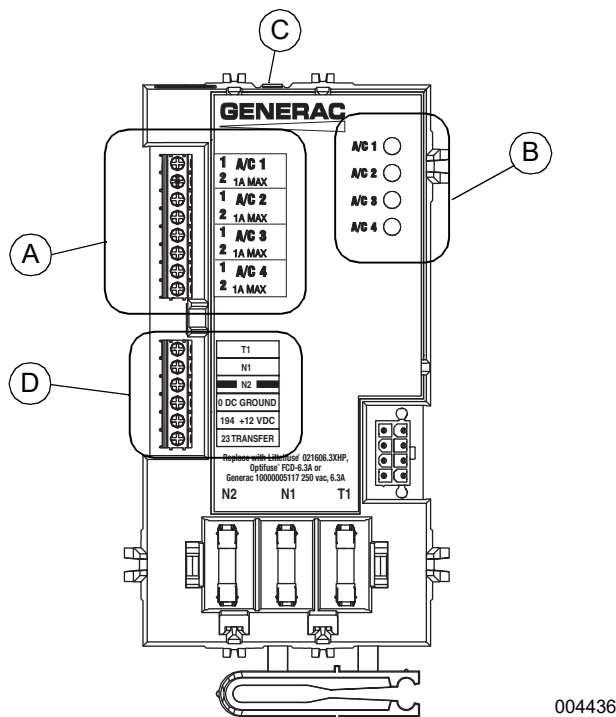 C
GENERAC
A/C 1
A/C 2
A/C 3
A/C 4
B
1 A/C 1
2 1A MAX
1 A/C 2
2 1A MAX
1 A/C 3
2 1A MAX
1 A/C 4
2 1A MAX
A
D
T1
N1
N2
0 DC GROUND
194 +12 VDC
23 TRANSFER
Replace with Littelfuse' 021606.3XHP,
Optifuse' FCD-6.3A or
Generac 10000005117 250 vac, 6.3A
N2 N1 T1
004436